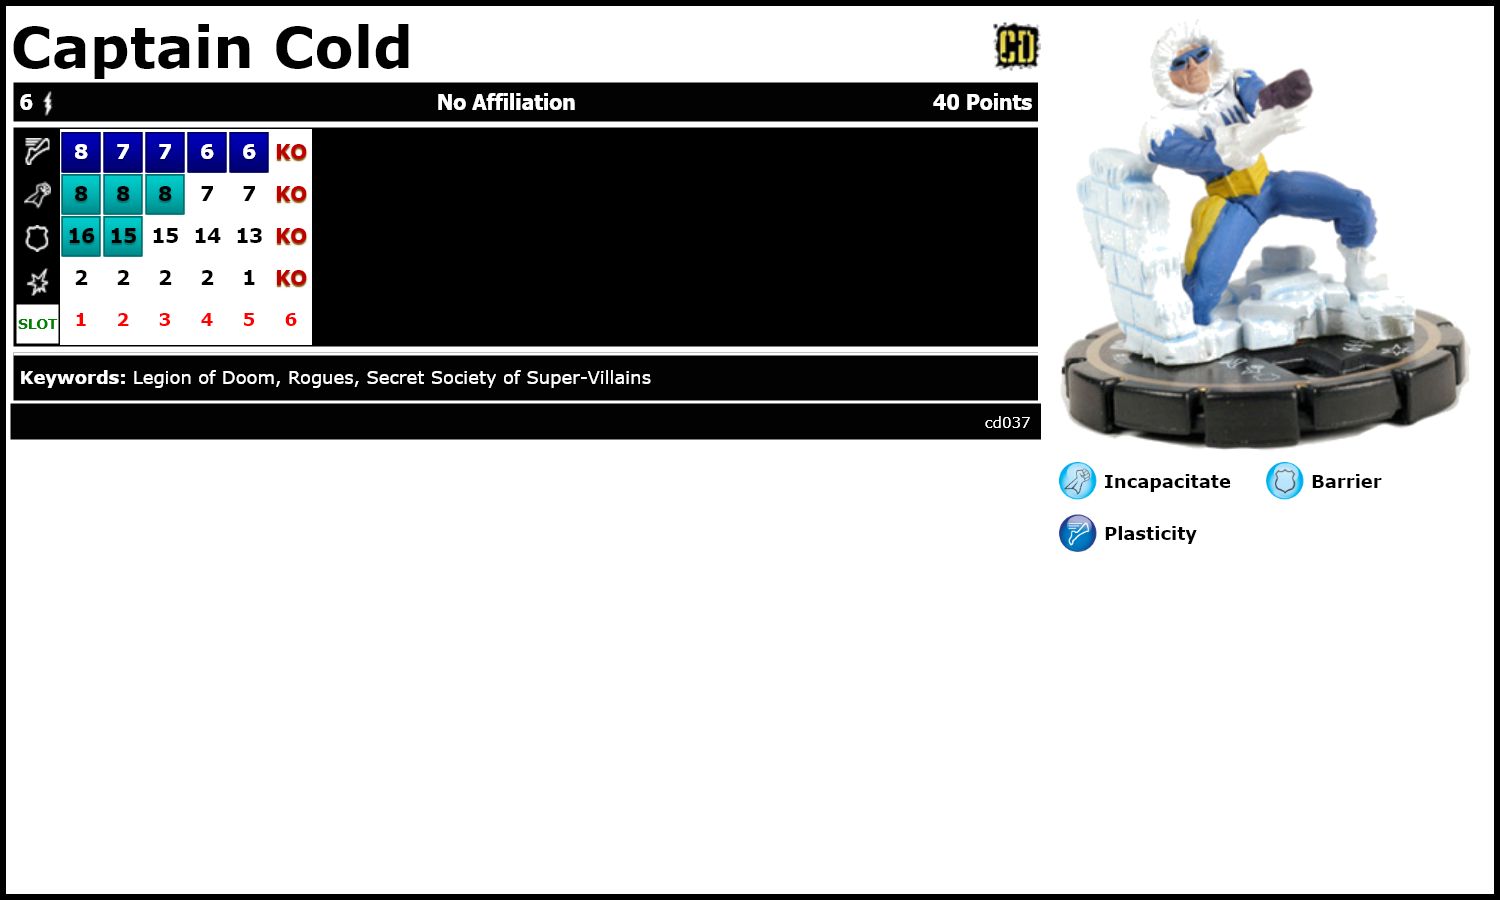 Captain Cold
CD
6 No Affiliation 40 Points
8 7 7 6 6 KO
8 8 8 7 7 KO
16 15 15 14 13 KO
2 2 2 2 1 KO
SLOT 1 2 3 4 5 6
Keywords: Legion of Doom, Rogues, Secret Society of Super-Villains
cd037
Incapacitate Barrier
Plasticity